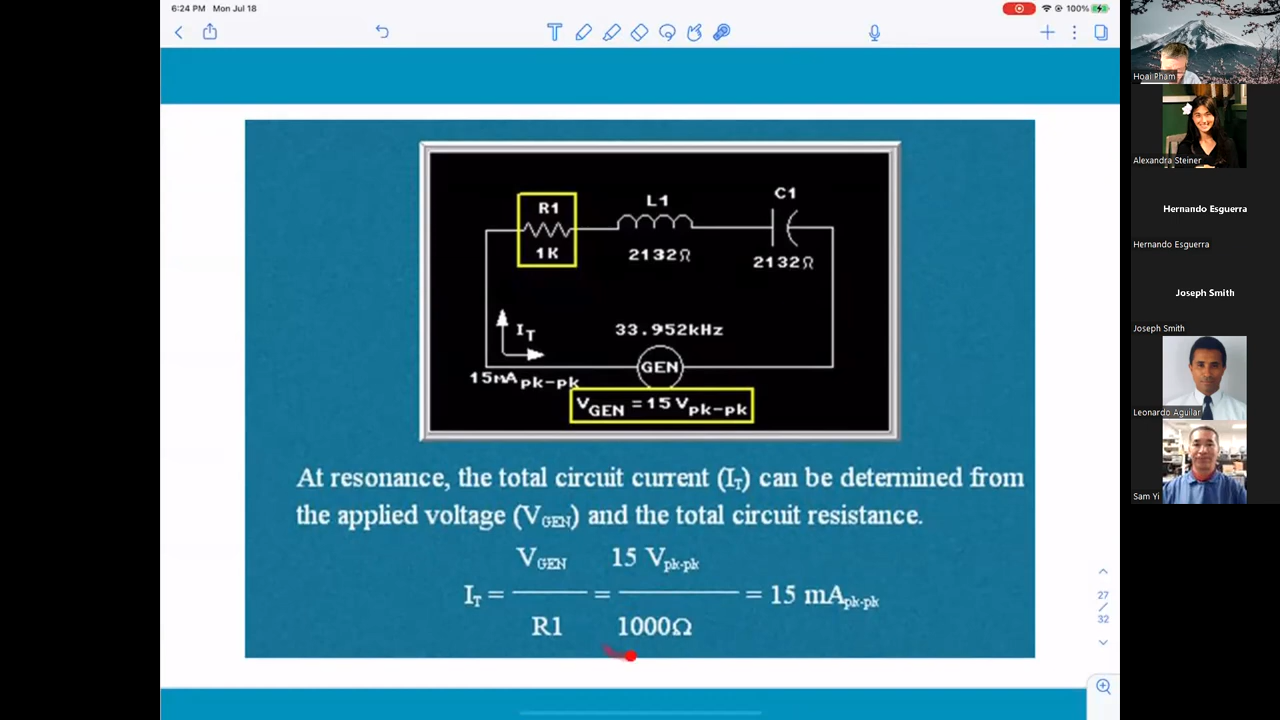 6:24 PM Mon Jul 18
100%
T
R1
1K
L1
2132Ω
C1
2132Ω
IT
15mApk-pk
33.952kHz
GEN
VGEN = 15 Vpk-pk
At resonance, the total circuit current (IT) can be determined from
the applied voltage (VGEN) and the total circuit resistance.
VGEN 15 Vpk-pk
IT = = = 15 mApk-pk
R1 1000Ω
27
/
32
Hoai Pham
Alexandra Steiner
Hernando Esguerra
Hernando Esguerra
Joseph Smith
Joseph Smith
Leonardo Aguilar
Sam Yi